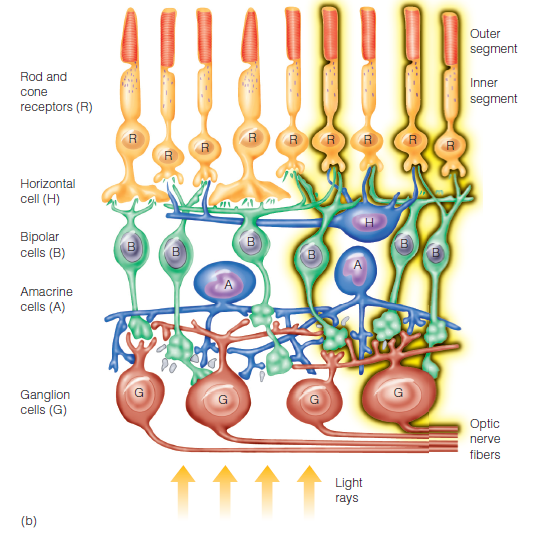 Outer
segment
Rod and
cone
receptors (R)
Inner
segment
R R R R R R R R R
Horizontal
cell (H)
H
Bipolar
cells (B)
B B B B B B
Amacrine
cells (A)
A A
Ganglion
cells (G)
G G G G
Optic
nerve
fibers
Light
rays
(b)